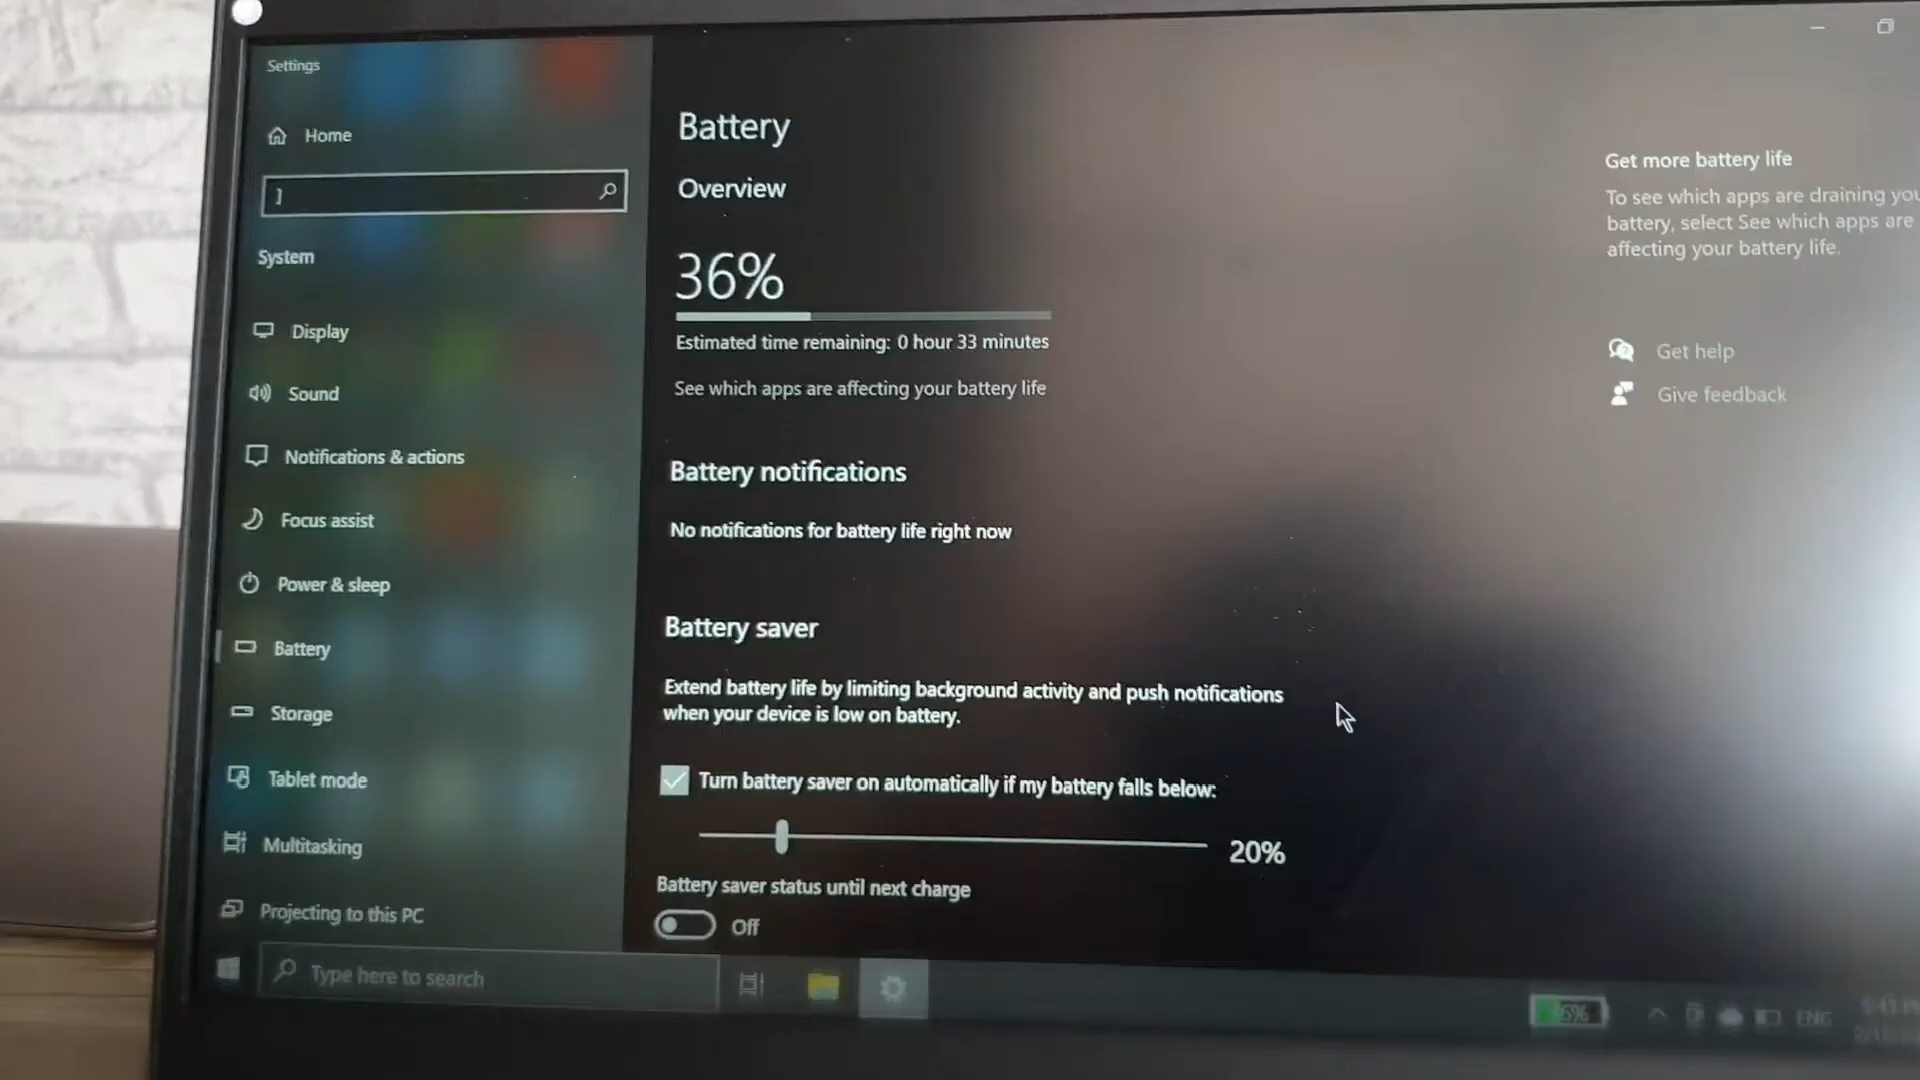 Settings
Home
]
System
Display
Sound
Notifications & actions
Focus assist
Power & sleep
Battery
Storage
Tablet mode
Multitasking
Projecting to this PC
Type here to search
Battery
Overview
36%
Estimated time remaining: 0 hour 33 minutes
See which apps are affecting your battery life
Battery notifications
No notifications for battery life right now
Battery saver
Extend battery life by limiting background activity and push notifications
when your device is low on battery.
Turn battery saver on automatically if my battery falls below:
20%
Battery saver status until next charge
Off
Get more battery life
To see which apps are draining you
battery, select See which apps are
affecting your battery life.
Get help
Give feedback
ENG